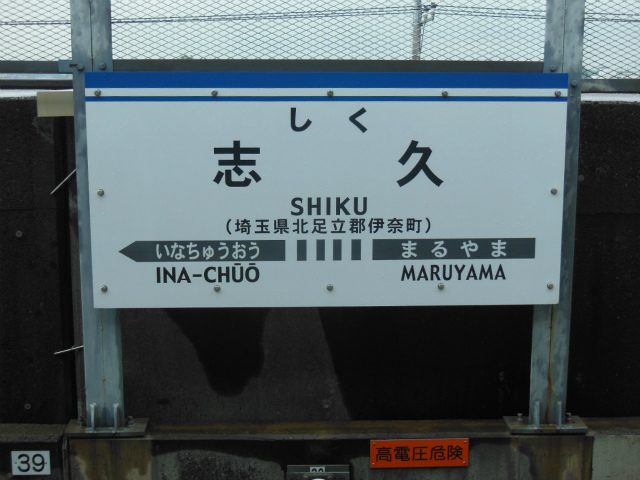 しく
志久
SHIKU
(埼玉県北足立郡伊奈町)
いなちゅうおう まるやま
INA-CHŪŌ MARUYAMA
高電圧危険
39